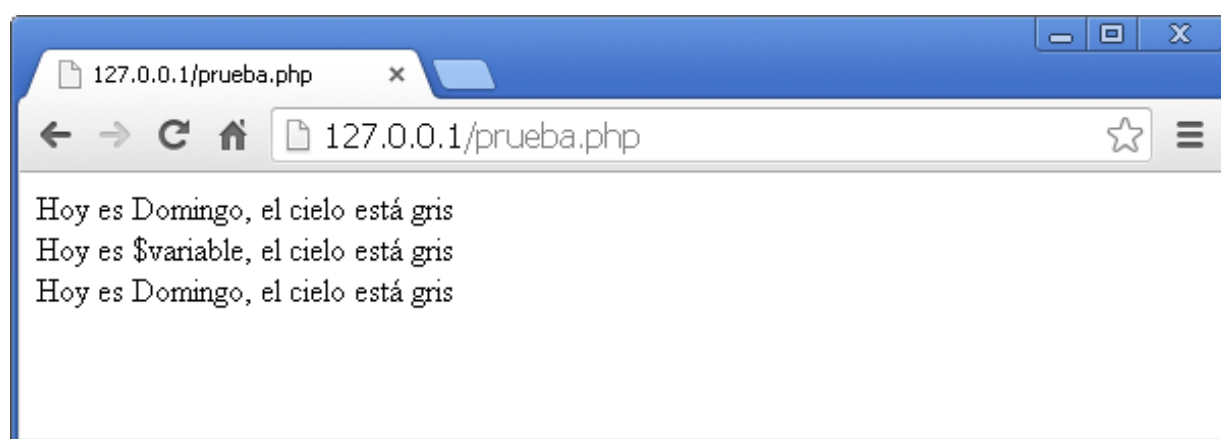 127.0.0.1/prueba.php
127.0.0.1/prueba.php
Hoy es Domingo, el cielo está gris
Hoy es $variable, el cielo está gris
Hoy es Domingo, el cielo está gris